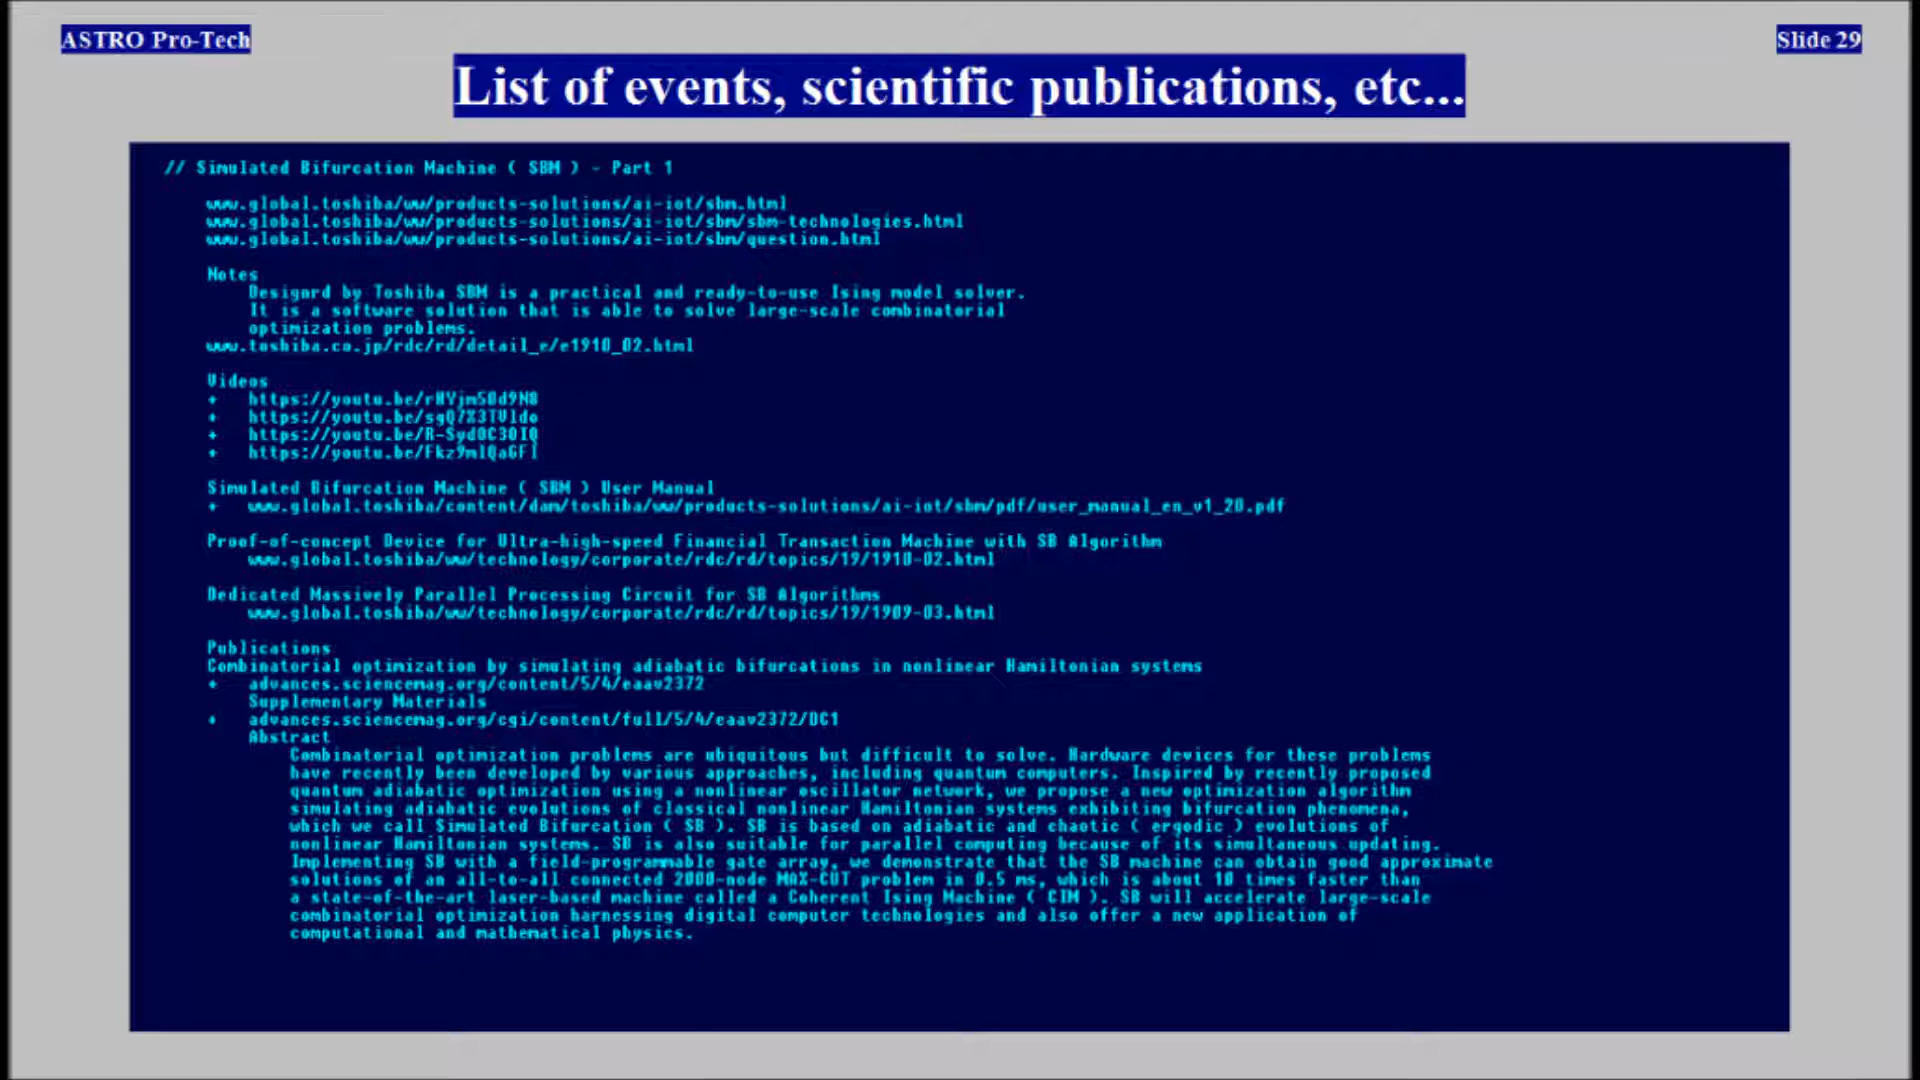 ASTRO Pro-Tech
Slide 29
List of events, scientific publications, etc...
// Simulated Bifurcation Machine ( SBM ) - Part 1
www.global.toshiba/ww/products-solutions/ai-iot/sbm.html
www.global.toshiba/ww/products-solutions/ai-iot/sbm/sbm-technologies.html
www.global.toshiba/ww/products-solutions/ai-iot/sbm/question.html
Notes
Designrd by Toshiba SBM is a practical and ready-to-use Ising model solver.
It is a software solution that is able to solve large-scale combinatorial
optimization problems.
www.toshiba.co.jp/rdc/rd/detail_e/e1910_02.html
Videos
+ 
+ 
+ 
+ 
Simulated Bifurcation Machine ( SBM ) User Manual
+ www.global.toshiba/content/dam/toshiba/ww/products-solutions/ai-iot/sbm/pdf/user_manual_en_v1_20.pdf
Proof-of-concept Device for Ultra-high-speed Financial Transaction Machine with SB Algorithm
www.global.toshiba/ww/technology/corporate/rdc/rd/topics/19/1910-02.html
Dedicated Massively Parallel Processing Circuit for SB Algorithms
www.global.toshiba/ww/technology/corporate/rdc/rd/topics/19/1909-03.html
Publications
Combinatorial optimization by simulating adiabatic bifurcations in nonlinear Hamiltonian systems
+ advances.sciencemag.org/content/5/4/eaav2372
Supplementary Materials
+ advances.sciencemag.org/cgi/content/full/5/4/eaav2372/DC1
Abstract
Combinatorial optimization problems are ubiquitous but difficult to solve. Hardware devices for these problems
have recently been developed by various approaches, including quantum computers. Inspired by recently proposed
quantum adiabatic optimization using a nonlinear oscillator network, we propose a new optimization algorithm
simulating adiabatic evolutions of classical nonlinear Hamiltonian systems exhibiting bifurcation phenomena,
which we call Simulated Bifurcation ( SB ). SB is based on adiabatic and chaotic ( ergodic ) evolutions of
nonlinear Hamiltonian systems. SB is also suitable for parallel computing because of its simultaneous updating.
Implementing SB with a field-programmable gate array, we demonstrate that the SB machine can obtain good approximate
solutions of an all-to-all connected 2000-node MAX-CUT problem in 0.5 ms, which is about 10 times faster than
a state-of-the-art laser-based machine called a Coherent Ising Machine ( CIM ). SB will accelerate large-scale
combinatorial optimization harnessing digital computer technologies and also offer a new application of
computational and mathematical physics.